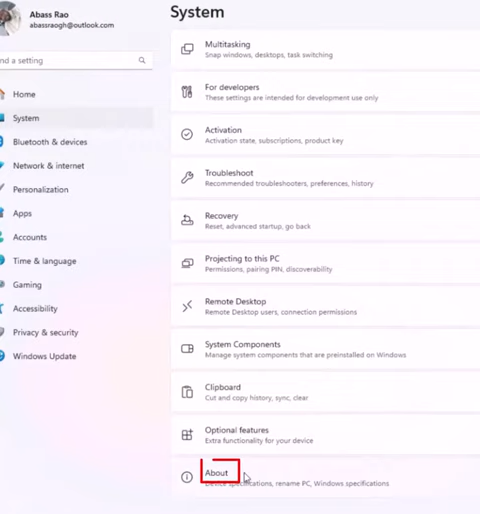 System
Abass Rao
abassraogh@outlook.com
nd a setting
Home
System
Bluetooth & devices
Network & internet
Personalization
Apps
Accounts
Time & language
Gaming
Accessibility
Privacy & security
Windows Update
Multitasking
Snap windows, desktops, task switching
For developers
These settings are intended for development use only
Activation
Activation state, subscriptions, product key
Troubleshoot
Recommended troubleshooters, preferences, history
Recovery
Reset, advanced startup, go back
Projecting to this PC
Permissions, pairing PIN, discoverability
Remote Desktop
Remote Desktop users, connection permissions
System Components
Manage system components that are preinstalled on Windows
Clipboard
Cut and copy history, sync, clear
Optional features
Extra functionality for your device
About
Device specifications, rename PC, Windows specifications